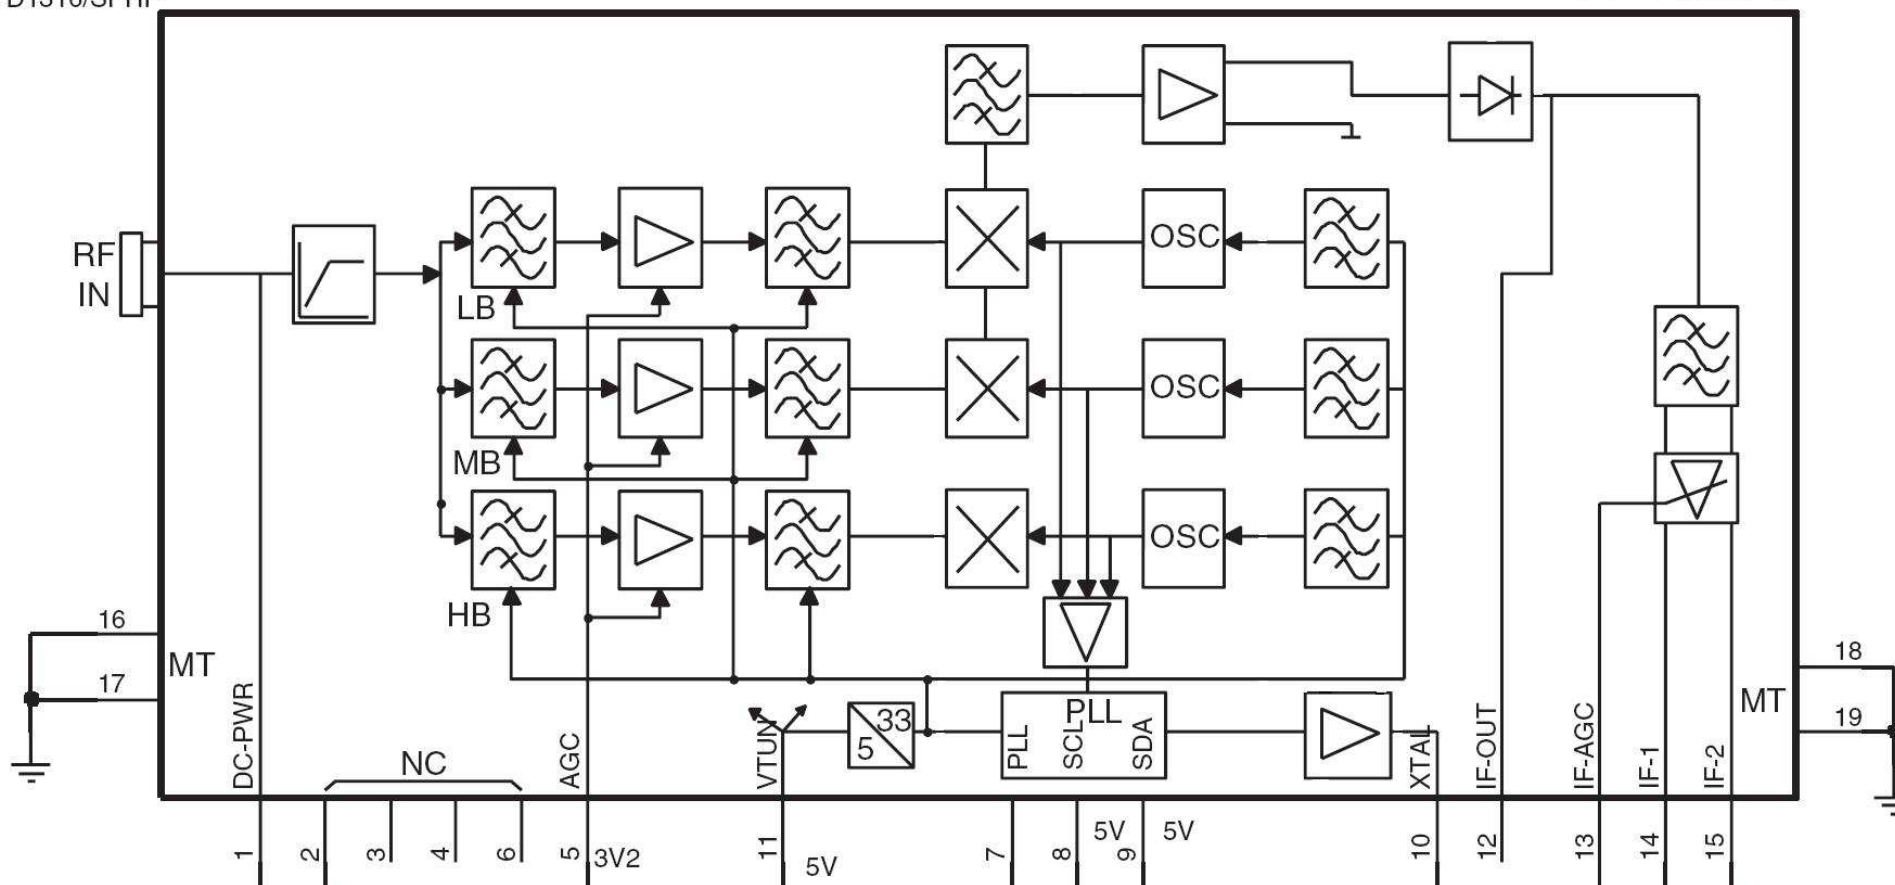 RF
IN
OSC
LB
OSC
MB
OSC
HB
16
MT
17
18
MT
19
DC-PWR
NC
AGC
VTUN
5 33
PLL
PLL
SCL
SDA
XTAL
IF-OUT
IF-AGC
IF-1
IF-2
1
2
3
4
6
5
3V2
11
5V
7
8
5V
9
5V
10
12
13
14
15